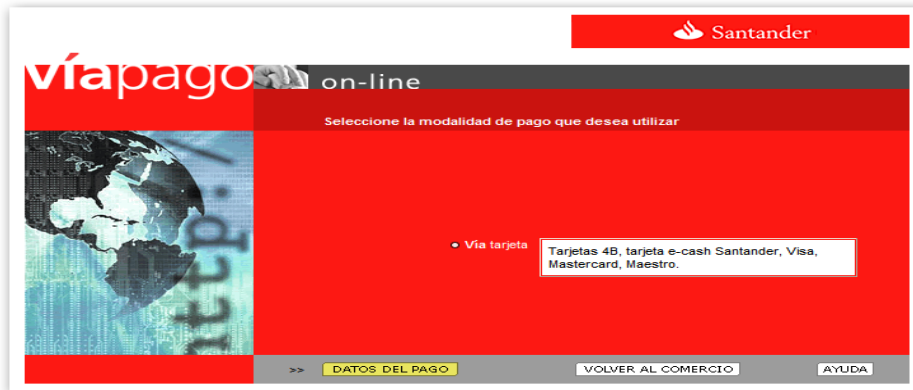 Santander
víapago
on-line
Seleccione la modalidad de pago que desea utilizar
http:/
Vía tarjeta
Tarjetas 4B, tarjeta e-cash Santander, Visa,
Mastercard, Maestro.
>> DATOS DEL PAGO VOLVER AL COMERCIO AYUDA